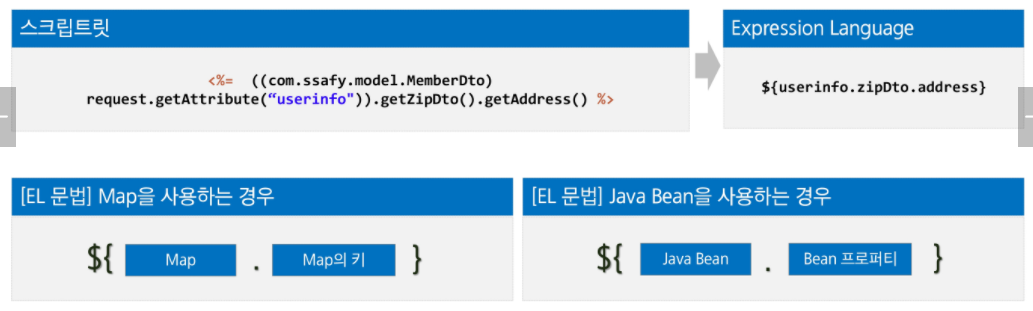 스크립트릿
<%= ((com.ssafy.model.MemberDto)
request.getAttribute(“userinfo")).getZipDto().getAddress() %>
Expression Language
${userinfo.zipDto.address}
[EL 문법] Map을 사용하는 경우
${ Map . Map의 키 }
[EL 문법] Java Bean을 사용하는 경우
${ Java Bean . Bean 프로퍼티 }